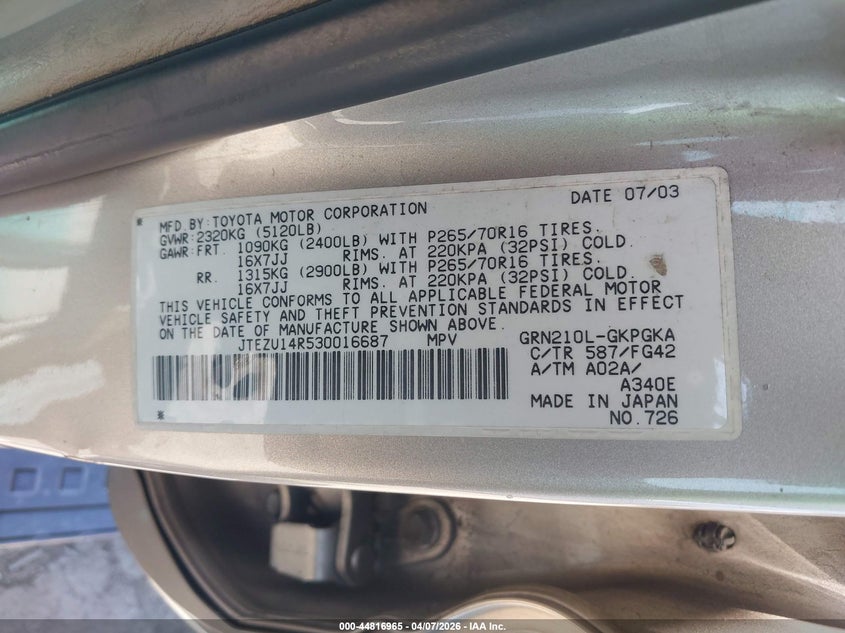 DATE 07/03
MFD BY:TOYOTA MOTOR CORPORATION
GVWR:2320KG (5120LB)
GAWR:FRT. 1090KG (2400LB) WITH P265/70R16 TIRES.
16X7JJ RIMS. AT 220KPA (32PSI) COLD.
RR. 1315KG (2900LB) WITH P265/70R16 TIRES.
16X7JJ RIMS. AT 220KPA (32PSI) COLD.
THIS VEHICLE CONFORMS TO ALL APPLICABLE FEDERAL MOTOR
VEHICLE SAFETY AND THEFT PREVENTION STANDARDS IN EFFECT
ON THE DATE OF MANUFACTURE SHOWN ABOVE.
JTEZU14R530016687 MPV GRN210L-GKPGKA
C/TR 587/FG42
A/TM A02A/
A340E
MADE IN JAPAN
NO.726
000-44816965 - 04/07/2026 - IAA Inc.